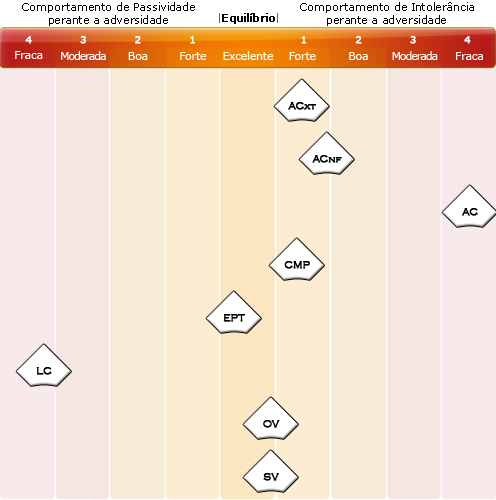 Comportamento de Passividade
perante a adversidade
|Equilíbrio|
Comportamento de Intolerância
perante a adversidade
4 3 2 1 1 2 3 4
Fraca Moderada Boa Forte Excelente Forte Boa Moderada Fraca
ACXT
ACNF
AC
CMP
EPT
LC
OV
SV